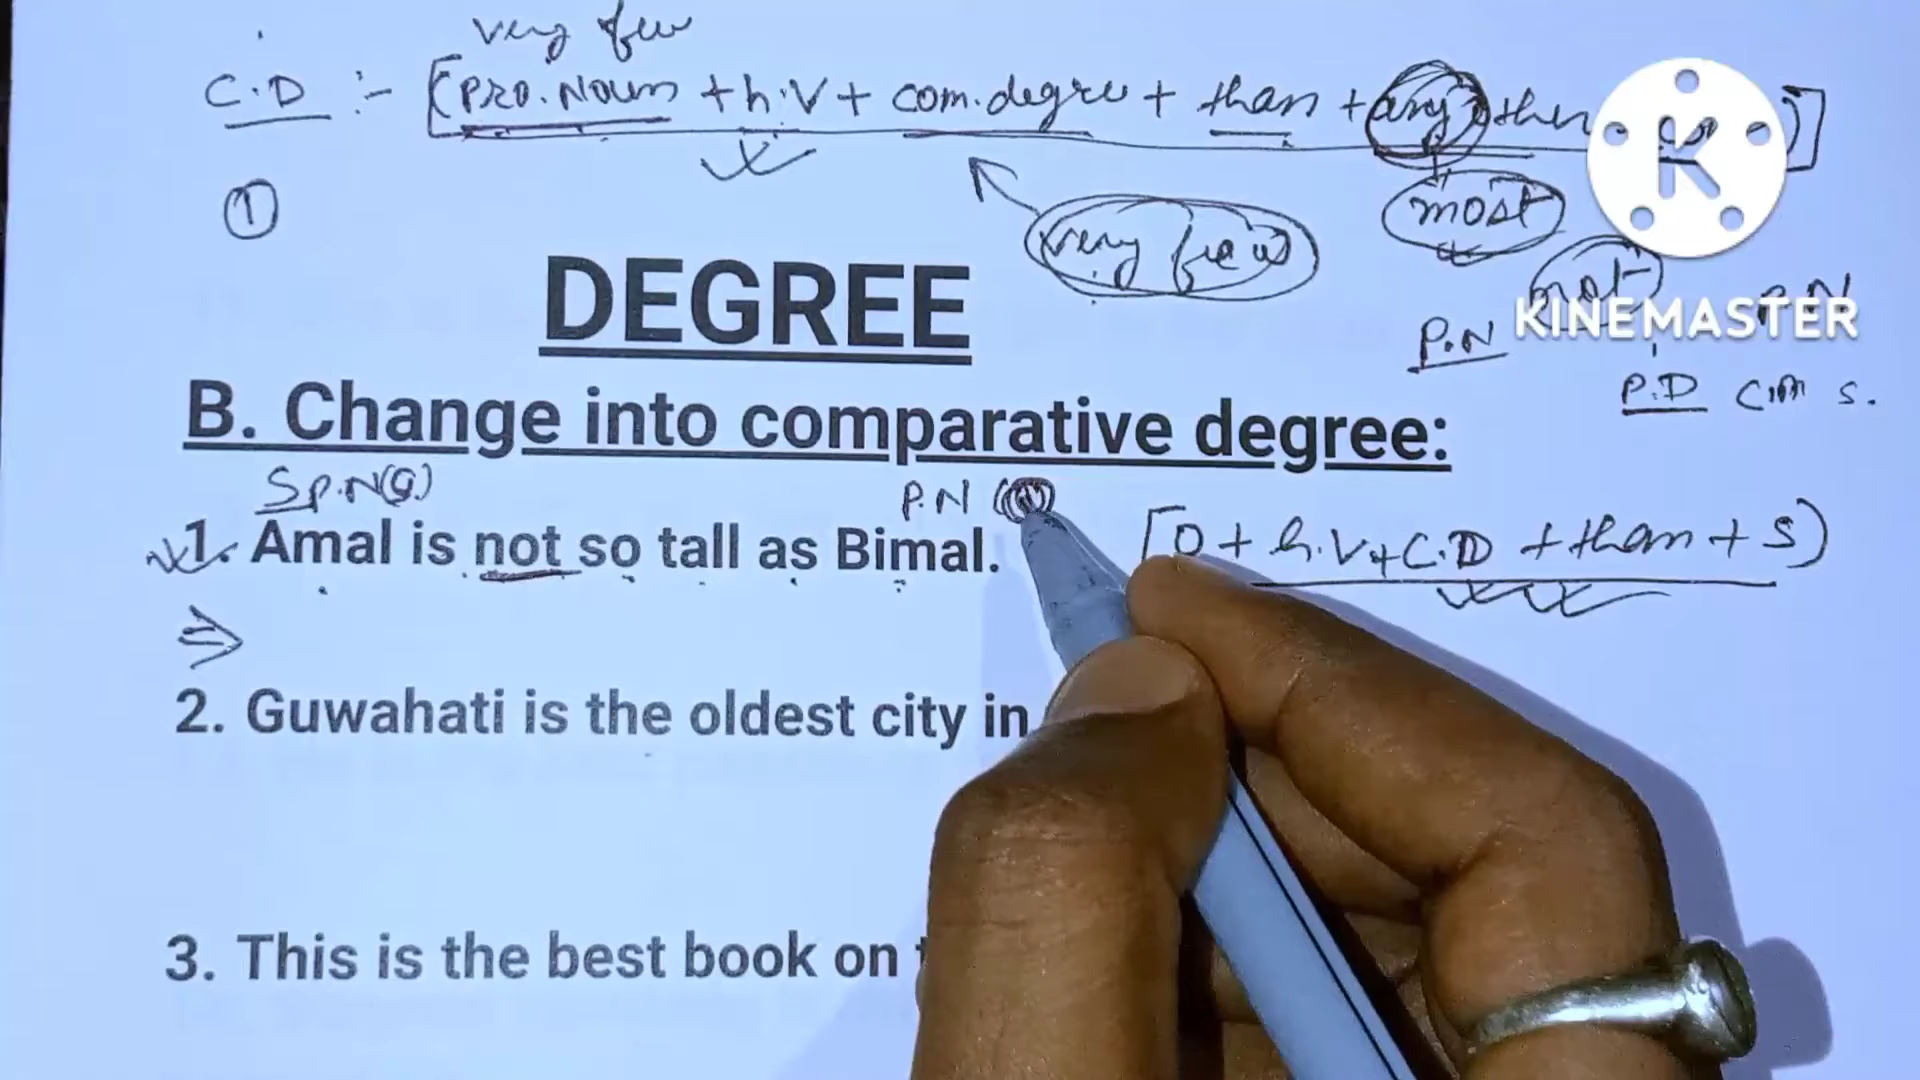 very few
C.D :- [Pro. Noun + h.V + com.degre + than + any other
①
very few
most
not
P.N
P.N
P.D
KINEMASTER
DEGREE
B. Change into comparative degree:
S P.N(S)
P.N
1. Amal is not so tall as Bimal.
[O + h.V + C.D + than + S)
⇒
2. Guwahati is the oldest city in
3. This is the best book on